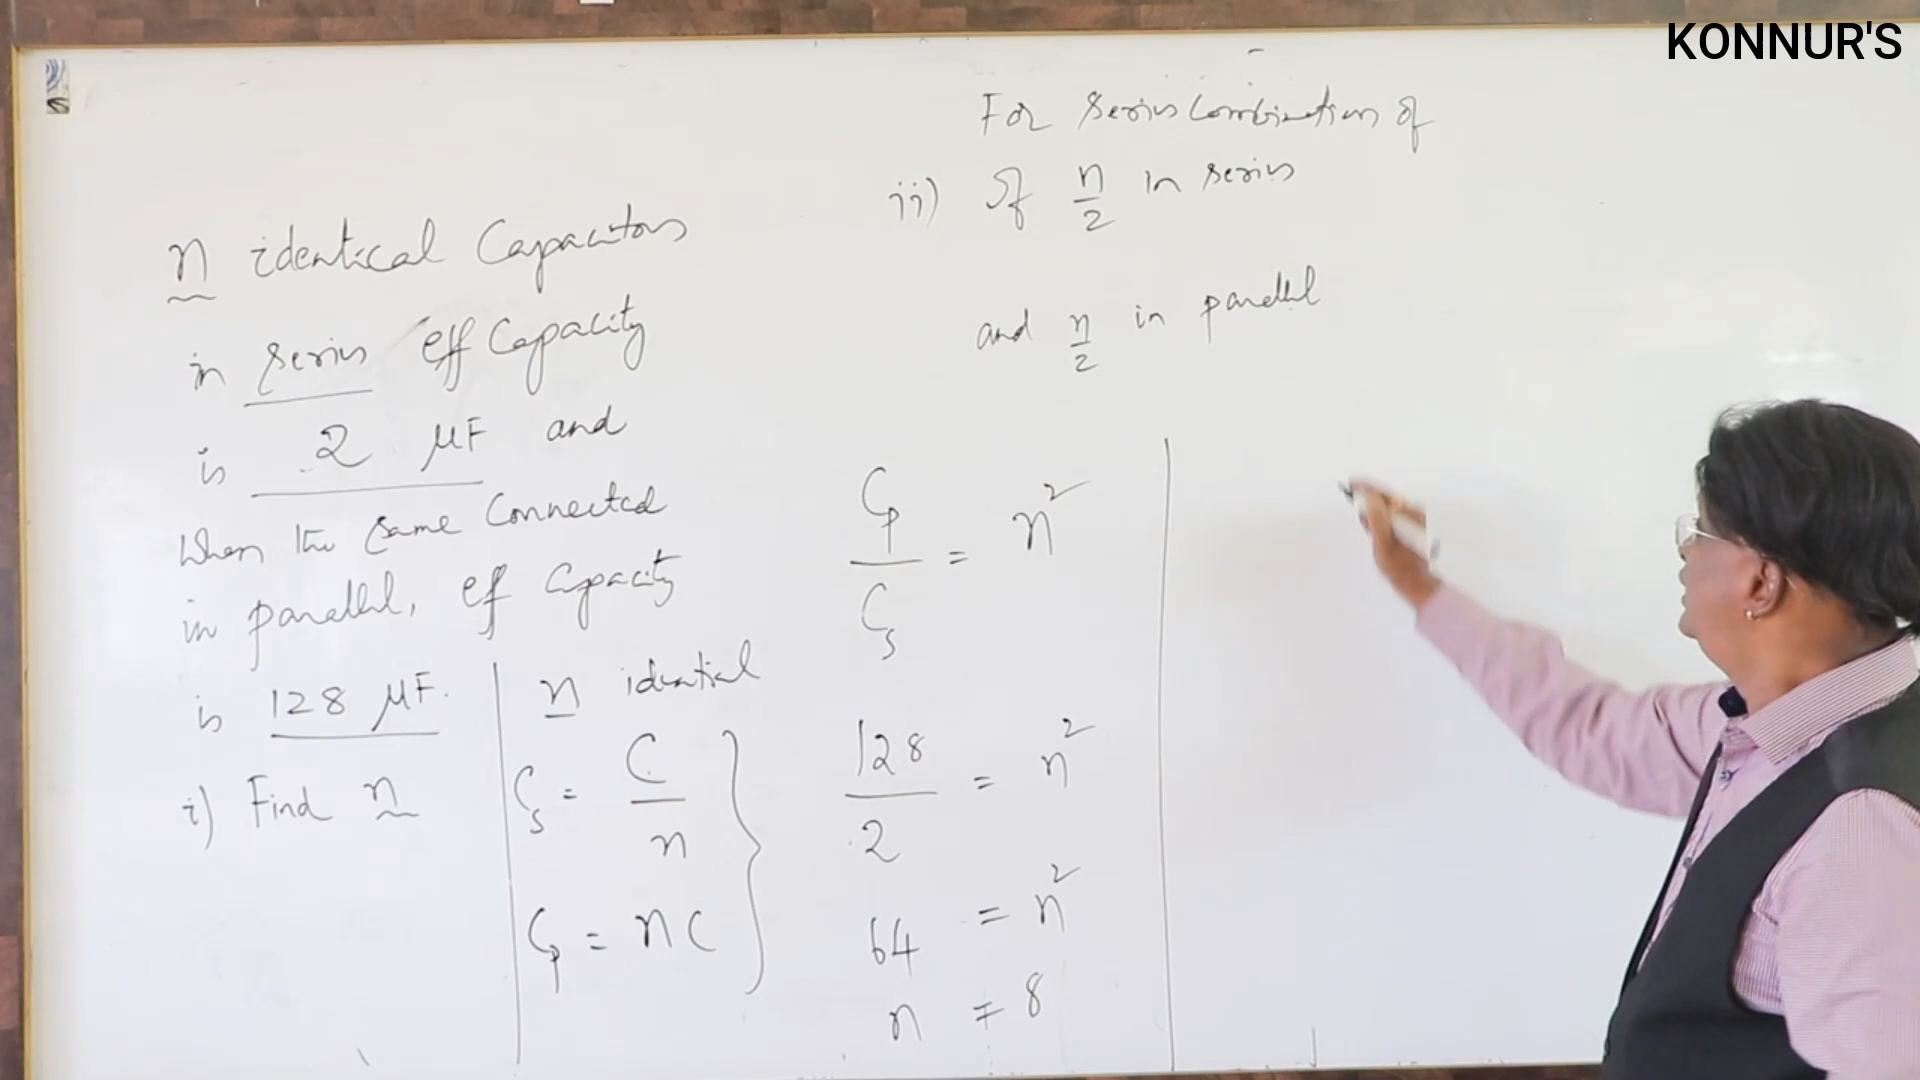 KONNUR'S
n identical Capacitors
in series eff Capacity
is 2 μF and
When the same Connected
in parallel, eff Capacity
is 128 μF.
i) Find n
n identical
Cs = C / n
Cp = nC
Cp / Cs = n²
128 / 2 = n²
64 = n²
n = 8
For Series Combination of
ii) If n/2 in series
and n/2 in parallel